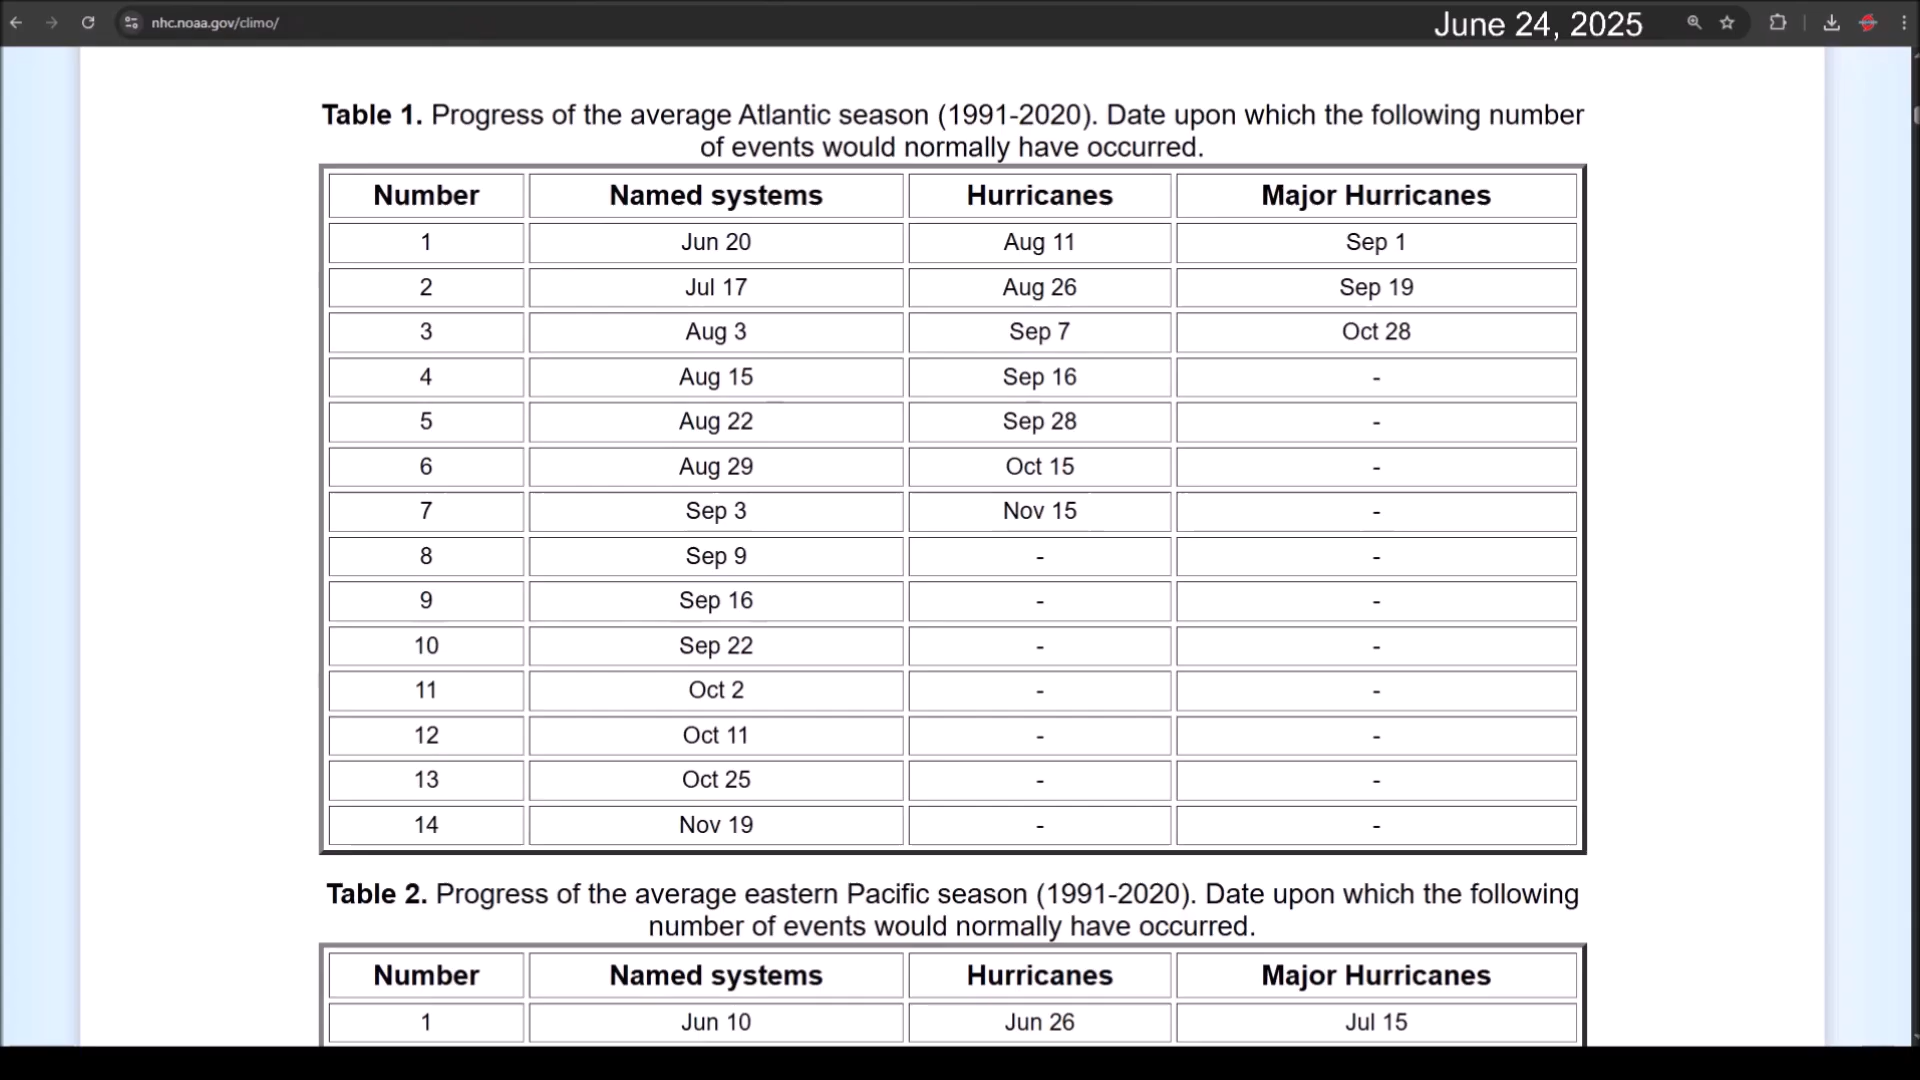 nhc.noaa.gov/climo/
June 24, 2025
Table 1. Progress of the average Atlantic season (1991-2020). Date upon which the following number
of events would normally have occurred.
Number Named systems Hurricanes Major Hurricanes
1 Jun 20 Aug 11 Sep 1
2 Jul 17 Aug 26 Sep 19
3 Aug 3 Sep 7 Oct 28
4 Aug 15 Sep 16 -
5 Aug 22 Sep 28 -
6 Aug 29 Oct 15 -
7 Sep 3 Nov 15 -
8 Sep 9 - -
9 Sep 16 - -
10 Sep 22 - -
11 Oct 2 - -
12 Oct 11 - -
13 Oct 25 - -
14 Nov 19 - -
Table 2. Progress of the average eastern Pacific season (1991-2020). Date upon which the following
number of events would normally have occurred.
Number Named systems Hurricanes Major Hurricanes
1 Jun 10 Jun 26 Jul 15